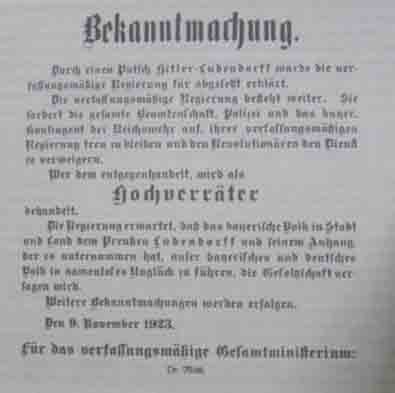 Bekanntmachung.
Durch einen Putsch Hitler-Ludendorff wurde die ver-
fassungsmäßige Regierung für abgesetzt erklärt.
Die verfassungsmäßige Regierung besteht weiter. Sie
fordert die gesamte Beamtenschaft, Polizei und das bayer.
Kontingent der Reichswehr auf, ihrer verfassungsmäßigen
Regierung treu zu bleiben und den Revolutionären den Dienst
zu verweigern.
Wer dem entgegenhandelt, wird als
Hochverräter
behandelt.
Die Regierung erwartet, daß das bayerische Volk in Stadt
und Land dem Preußen Ludendorff und seinem Anhang,
der es unternommen hat, unser bayerisches und deutsches
Volk in namenloses Unglück zu führen, die Gefolgschaft ver-
sagen wird.
Weitere Bekanntmachungen werden erfolgen.
Den 9. November 1923.
Für das verfassungsmäßige Gesamtministerium:
Dr. Matt.